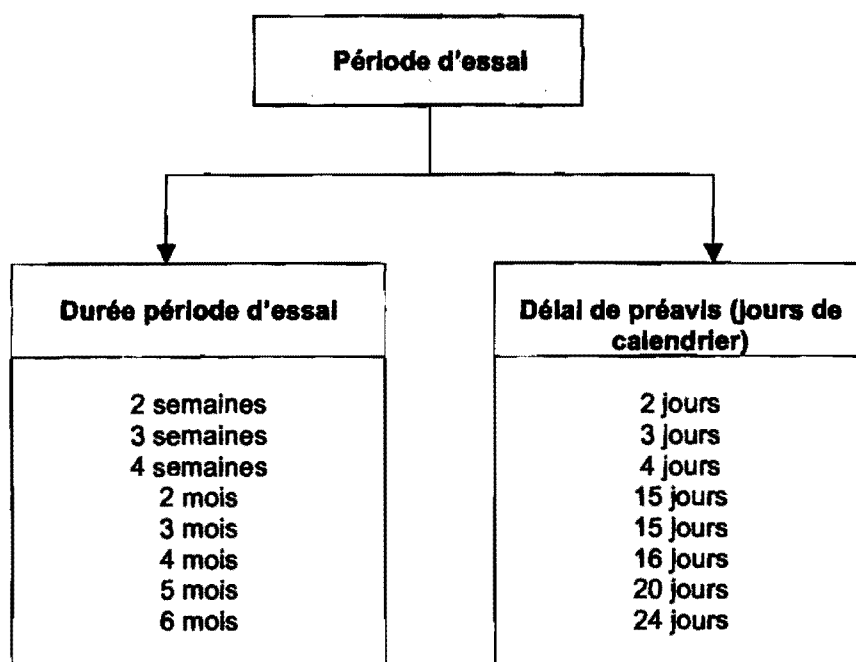 Période d'essai
Durée période d'essai
2 semaines
3 semaines
4 semaines
2 mois
3 mois
4 mois
5 mois
6 mois
Délai de préavis (jours de
calendrier)
2 jours
3 jours
4 jours
15 jours
15 jours
16 jours
20 jours
24 jours